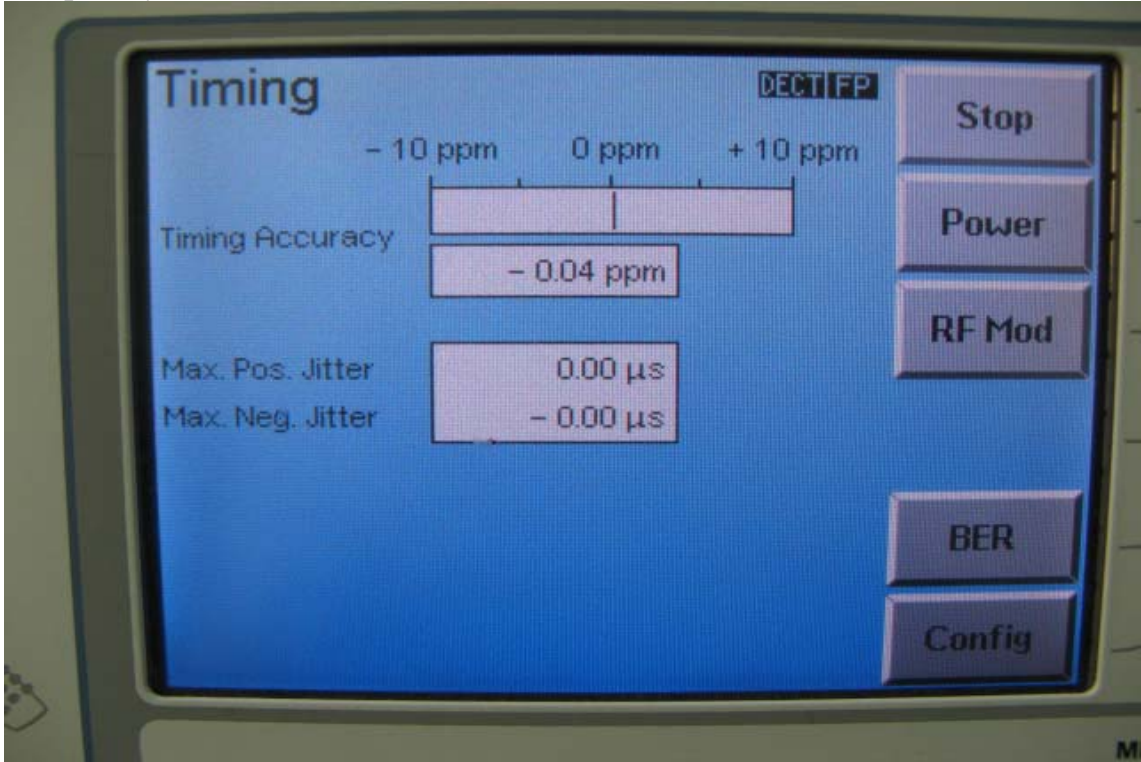 Timing
DECT FP
Stop
– 10 ppm 0 ppm + 10 ppm
Power
Timing Accuracy
– 0.04 ppm
RF Mod
Max. Pos. Jitter 0.00 µs
Max. Neg. Jitter – 0.00 µs
BER
Config